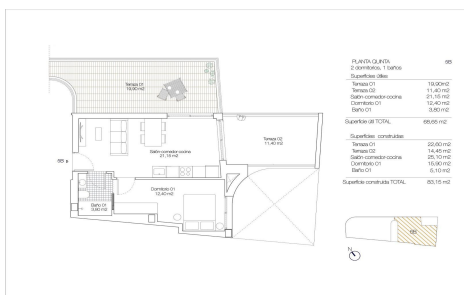 PLANTA QUINTA 5B
2 dormitorios, 1 baños
Superficies útiles
Terraza 01 19,90m2
Terraza 02 11,40 m2
Salón-comedor-cocina 21,15 m2
Dormitorio 01 12,40 m2
Baño 01 3,80 m2
Superficie útil TOTAL 68,65 m2
Superficies construidas
Terraza 01 22,60 m2
Terraza 02 14,45 m2
Salón-comedor-cocina 25,10 m2
Dormitorio 01 15,90 m2
Baño 01 5,10 m2
Superficie construida TOTAL 83,15 m2
Terraza 01
19,90 m2
Terraza 02
11,40 m2
Salón-comedor-cocina
21,15 m2
5B
Dormitorio 01
12,40 m2
Baño 01
3,80 m2
5B
N